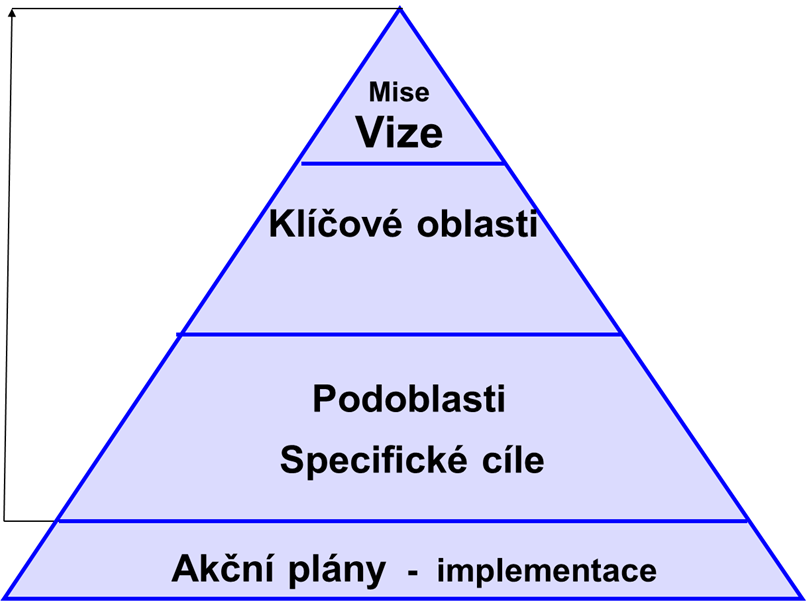 Mise
Vize
Klíčové oblasti
Podoblasti
Specifické cíle
Akční plány - implementace